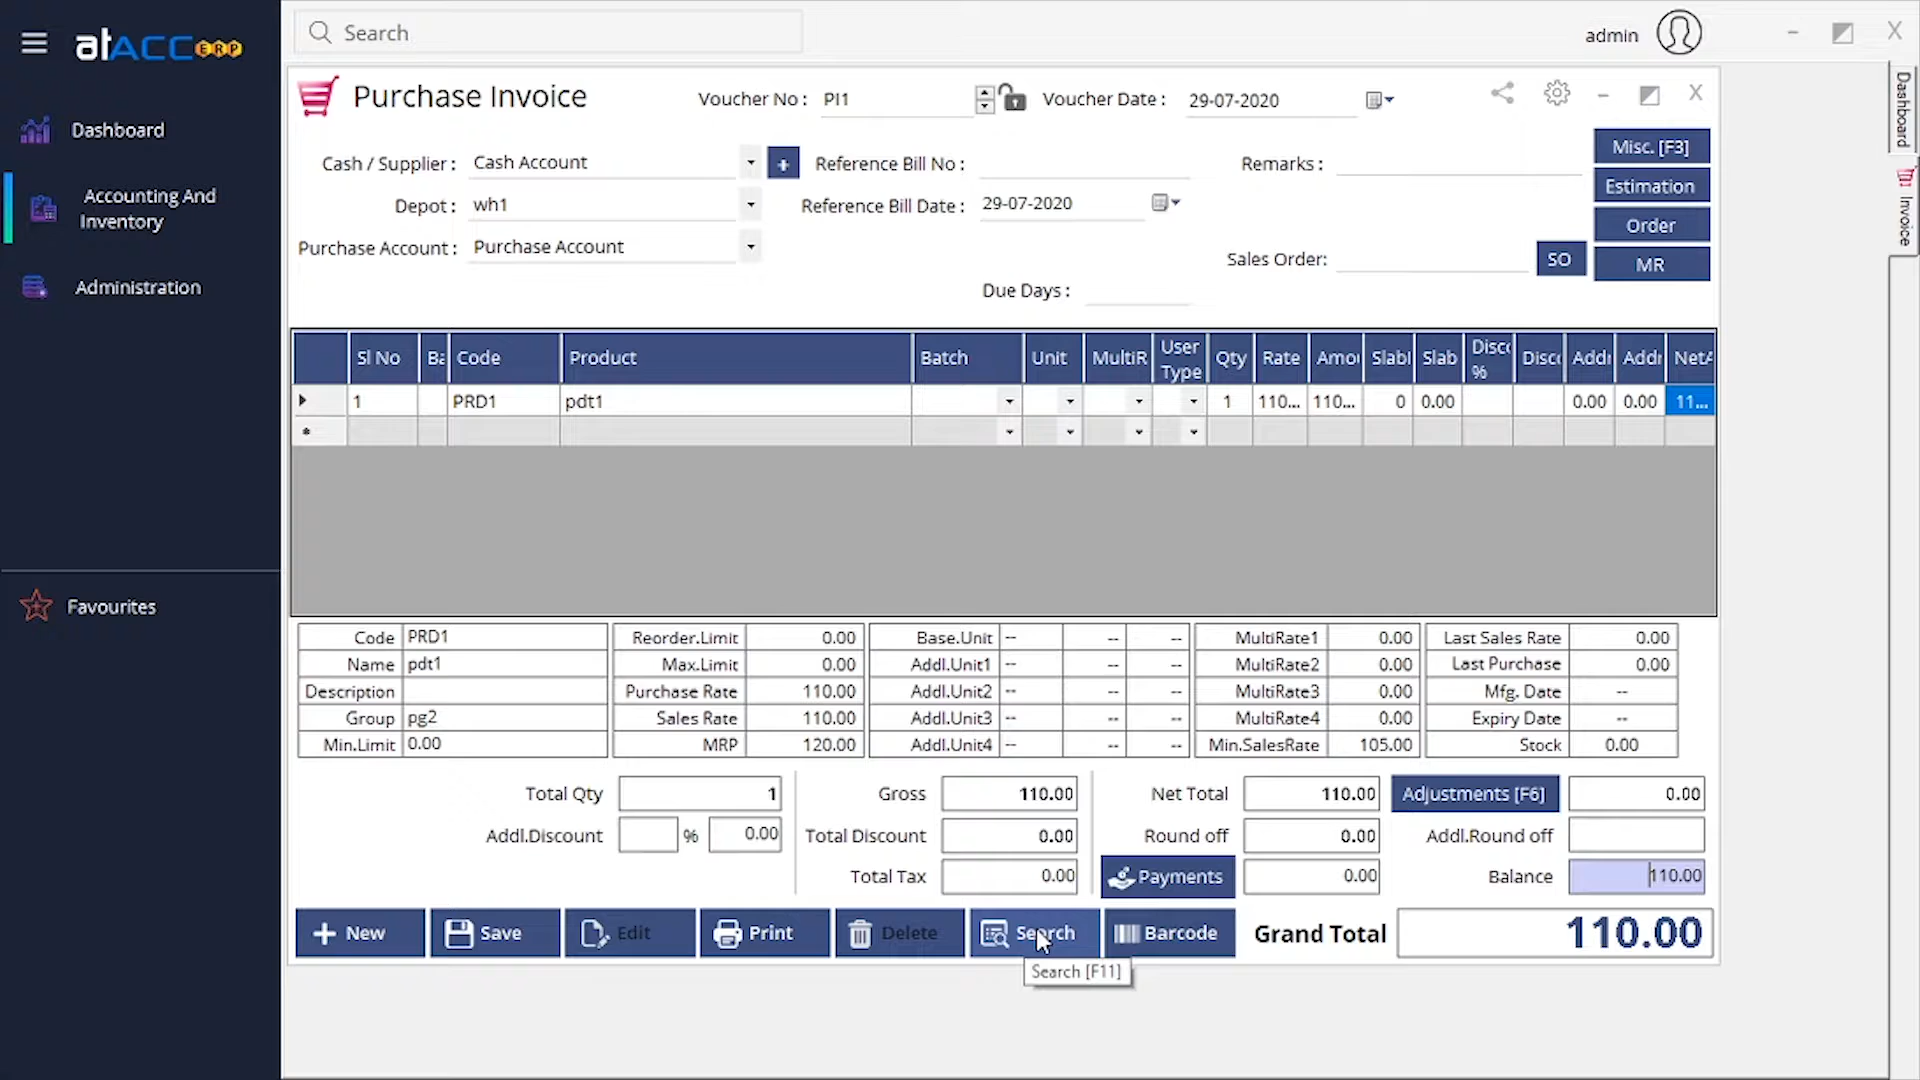 atACC ERP
Search
admin
Dashboard
Accounting And
Inventory
Administration
Favourites
Purchase Invoice
Voucher No : PI1
Voucher Date : 29-07-2020
Cash / Supplier : Cash Account
+
Reference Bill No :
Remarks :
Misc. [F3]
Depot : wh1
Reference Bill Date : 29-07-2020
Estimation
Order
Purchase Account : Purchase Account
Sales Order:
SO
MR
Due Days :
Dashboard
Invoice
Sl No Ba Code Product Batch Unit MultiR User Type Qty Rate Amou Slab Disc % Disc Addl Addl NetA
1 PRD1 pdt1 1 110... 110... 0 0.00 0.00 0.00 11...
*
Code PRD1 Reorder.Limit 0.00 Base.Unit -- -- -- MultiRate1 0.00 Last Sales Rate 0.00
Name pdt1 Max.Limit 0.00 Addl.Unit1 -- -- -- MultiRate2 0.00 Last Purchase 0.00
Description Purchase Rate 110.00 Addl.Unit2 -- -- -- MultiRate3 0.00 Mfg. Date --
Group pg2 Sales Rate 110.00 Addl.Unit3 -- -- -- MultiRate4 0.00 Expiry Date --
Min.Limit 0.00 MRP 120.00 Addl.Unit4 -- -- -- Min.SalesRate 105.00 Stock 0.00
Total Qty 1 Gross 110.00 Net Total 110.00 Adjustments [F6] 0.00
Addl.Discount % 0.00 Total Discount 0.00 Round off 0.00 Addl.Round off
Total Tax 0.00 Payments 0.00 Balance 110.00
New Save Edit Print Delete Search Barcode Grand Total 110.00
Search [F11]